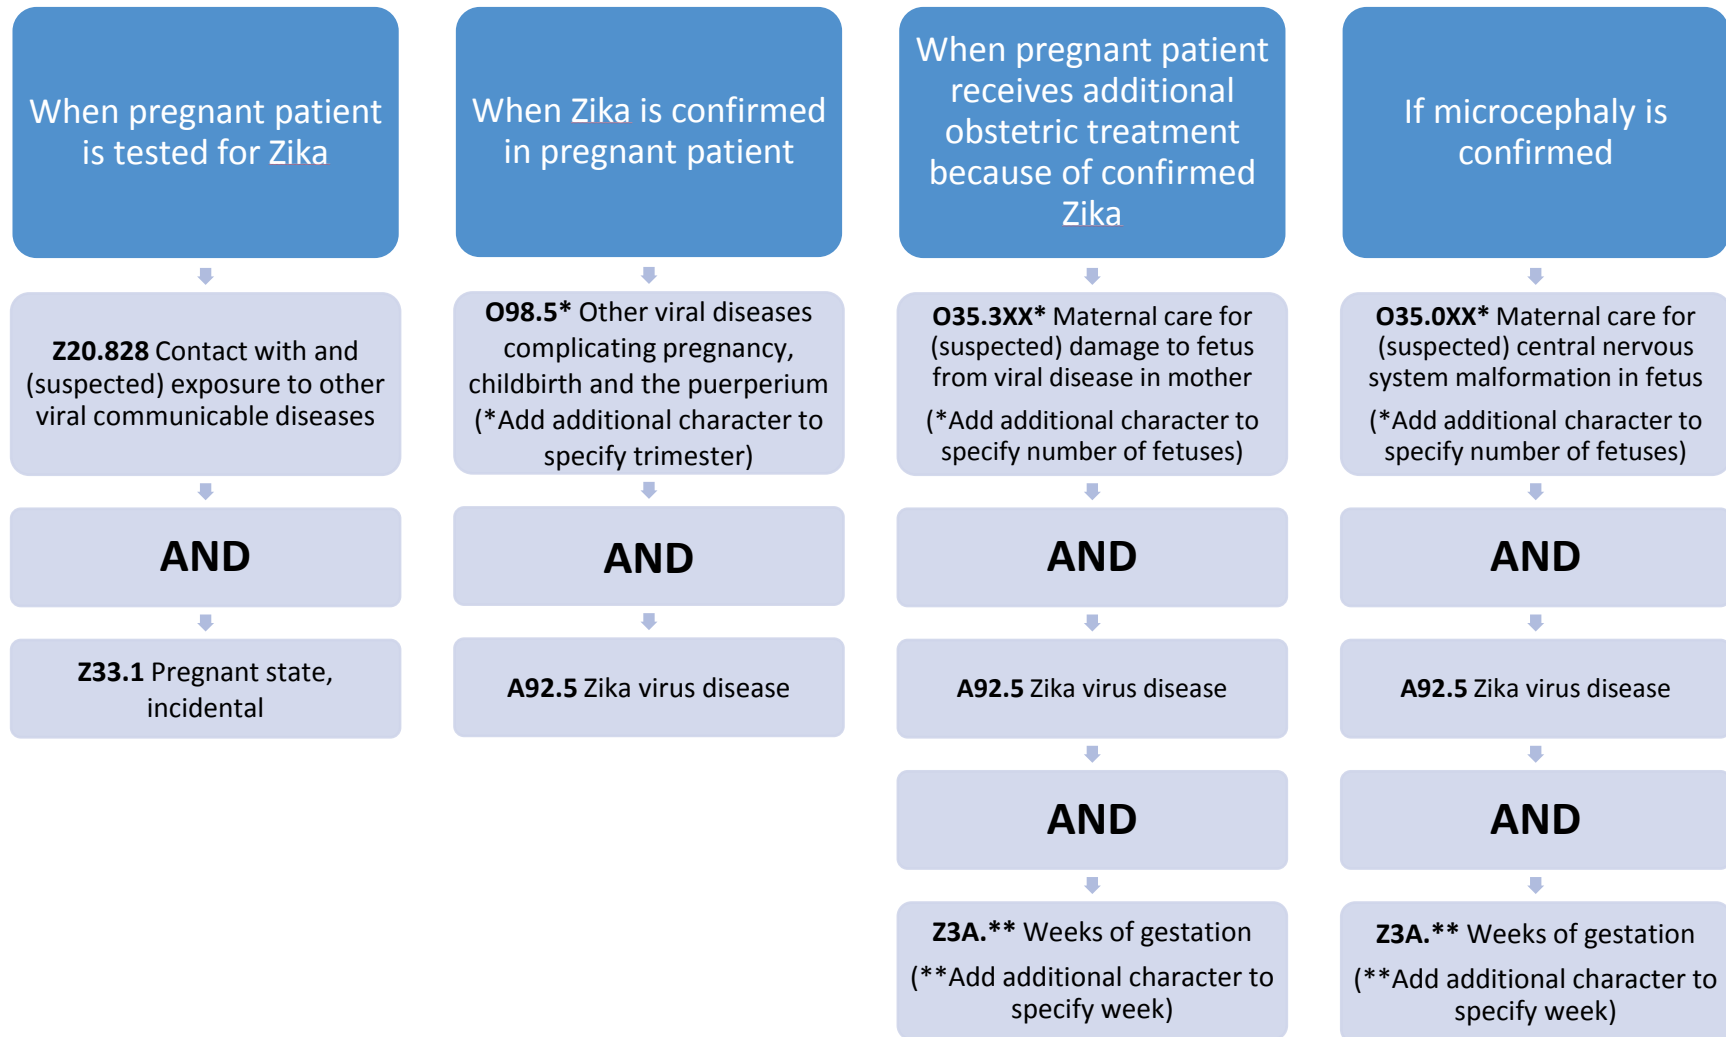 When pregnant patient
is tested for Zika
Z20.828 Contact with and
(suspected) exposure to other
viral communicable diseases
AND
Z33.1 Pregnant state,
incidental
When Zika is confirmed
in pregnant patient
O98.5* Other viral diseases
complicating pregnancy,
childbirth and the puerperium
(*Add additional character to
specify trimester)
AND
A92.5 Zika virus disease
When pregnant patient
receives additional
obstetric treatment
because of confirmed
Zika
O35.3XX* Maternal care for
(suspected) damage to fetus
from viral disease in mother
(*Add additional character to
specify number of fetuses)
AND
A92.5 Zika virus disease
AND
Z3A.** Weeks of gestation
(**Add additional character to
specify week)
If microcephaly is
confirmed
O35.0XX* Maternal care for
(suspected) central nervous
system malformation in fetus
(*Add additional character to
specify number of fetuses)
AND
A92.5 Zika virus disease
AND
Z3A.** Weeks of gestation
(**Add additional character to
specify week)